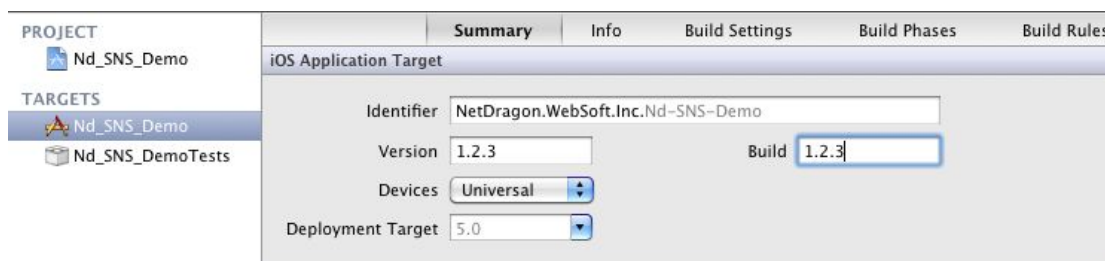 PROJECT
Nd_SNS_Demo
TARGETS
Nd_SNS_Demo
Nd_SNS_DemoTests
Summary Info Build Settings Build Phases Build Rules
iOS Application Target
Identifier NetDragon.WebSoft.Inc.Nd-SNS-Demo
Version 1.2.3 Build 1.2.3
Devices Universal
Deployment Target 5.0